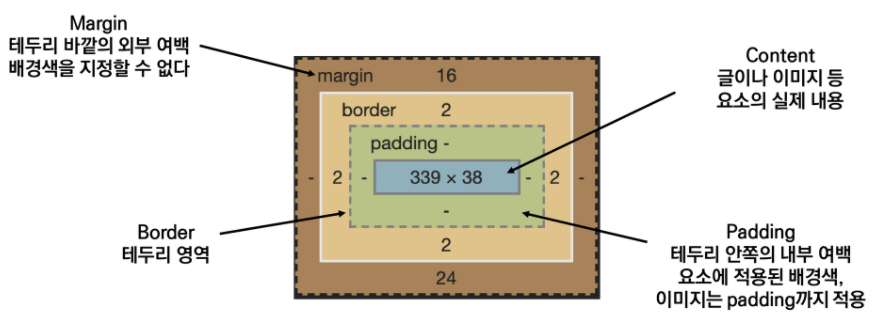 Margin
테두리 바깥의 외부 여백
배경색을 지정할 수 없다
Content
글이나 이미지 등
요소의 실제 내용
margin 16
border 2
padding -
- 2 - 339 × 38 - 2 -
-
2
24
Border
테두리 영역
Padding
테두리 안쪽의 내부 여백
요소에 적용된 배경색,
이미지는 padding까지 적용